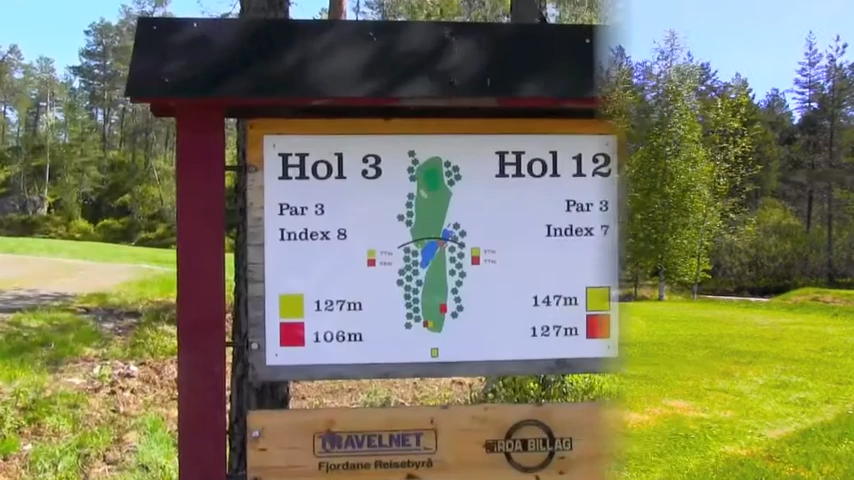 Hol 3
Par 3
Index 8
127m
106m
Hol 12
Par 3
Index 7
147m
127m
TRAVELNET
Fjordane Reisebyrå
FIRDA BILLAG